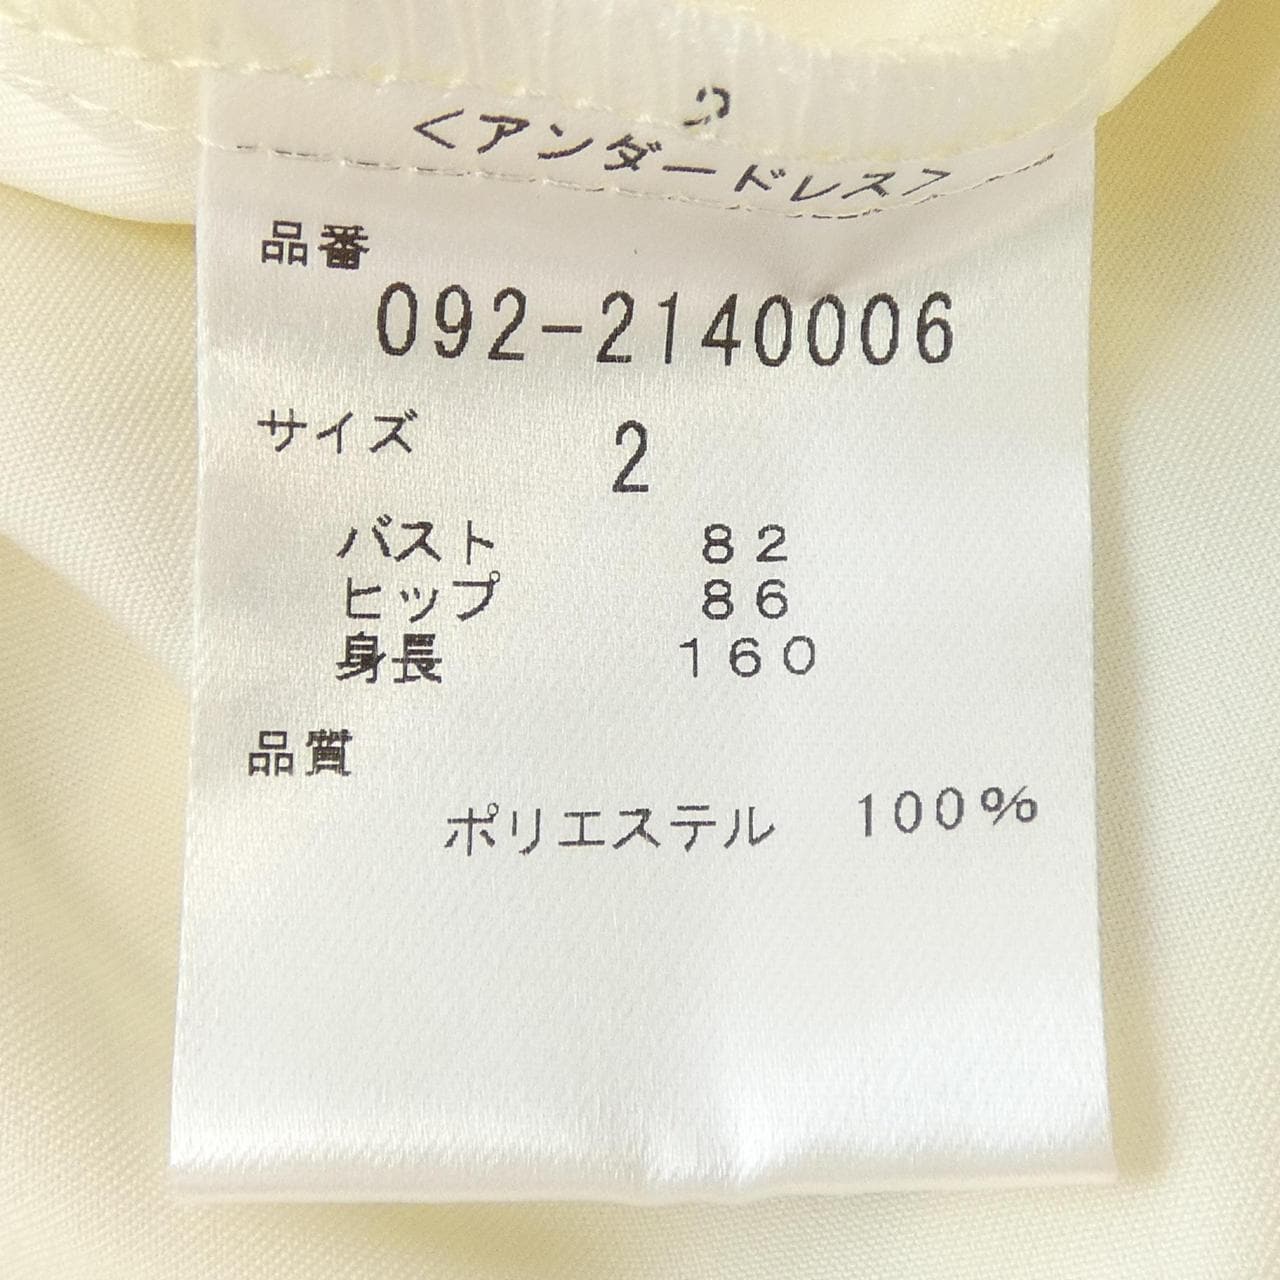 <アンダードレス>
品番
092-2140006
サイズ 2
バスト 82
ヒップ 86
身長 160
品質
ポリエステル 100%